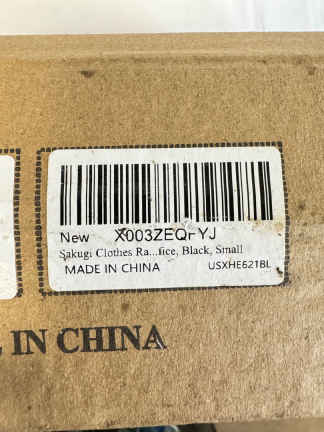 New X003ZEQFYJ
Sakugi Clothes Ra...fice, Black, Small
MADE IN CHINA USXHE621BL
IN CHINA